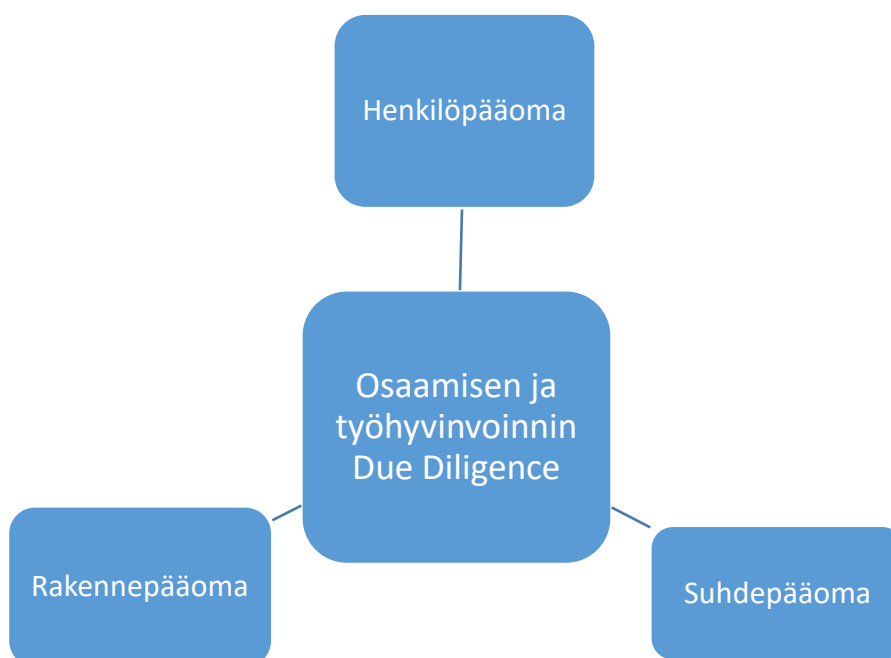 Henkilöpääoma
Osaamisen ja
työhyvinvoinnin
Due Diligence
Rakennepääoma
Suhdepääoma